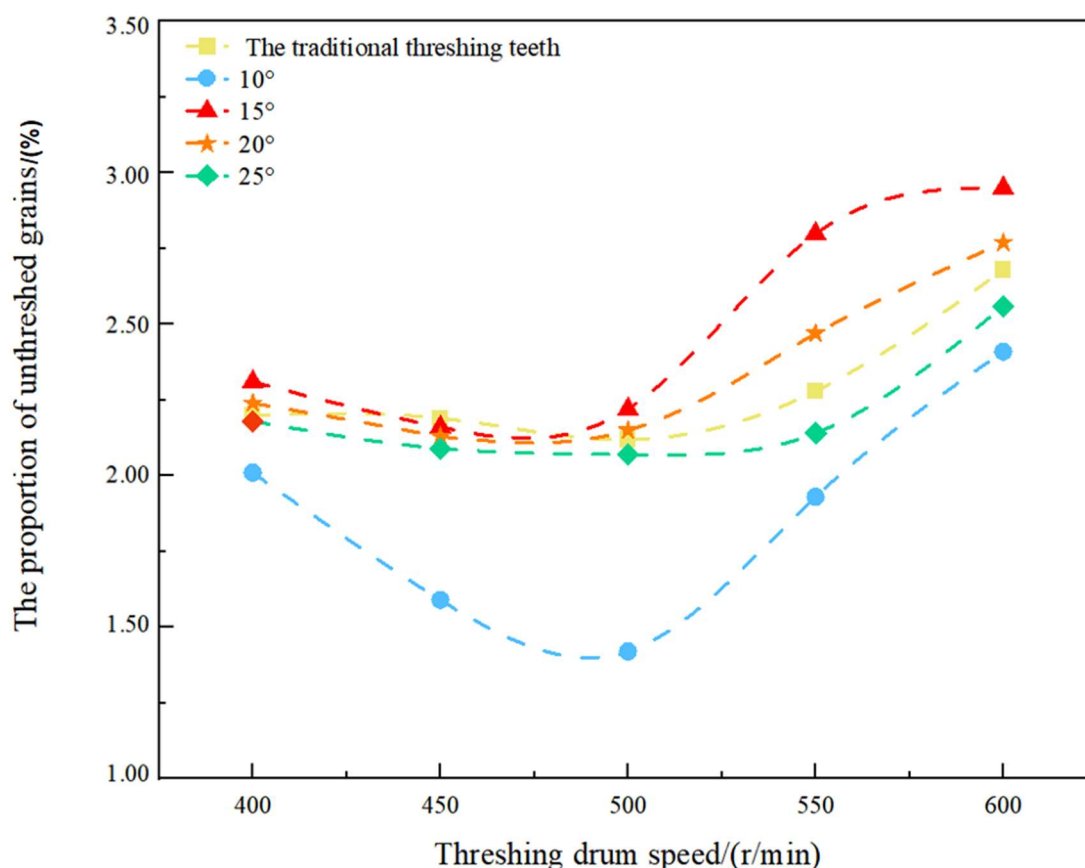 The proportion of unthreshed grains/(%)
3.50
3.00
2.50
2.00
1.50
1.00
The traditional threshing teeth
10°
15°
20°
25°
400 450 500 550 600
Threshing drum speed/(r/min)